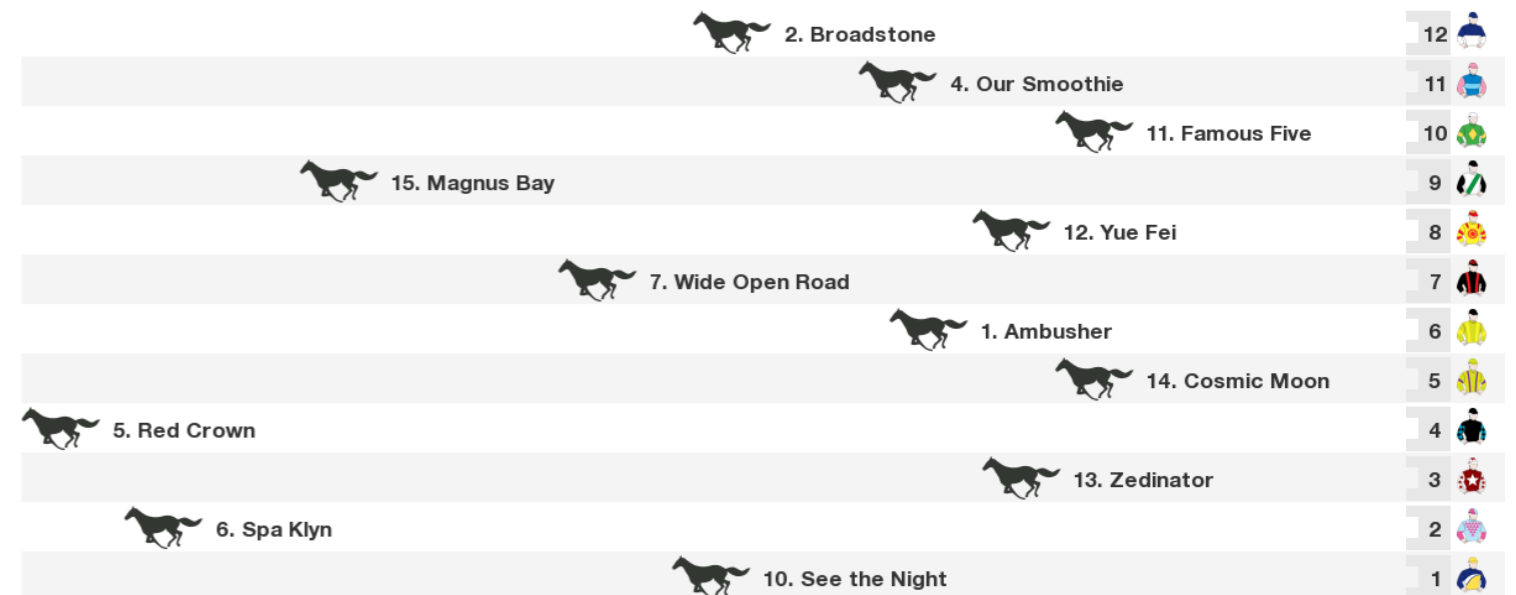 2. Broadstone 12
4. Our Smoothie 11
11. Famous Five 10
15. Magnus Bay 9
12. Yue Fei 8
7. Wide Open Road 7
1. Ambusher 6
14. Cosmic Moon 5
5. Red Crown 4
13. Zedinator 3
6. Spa Klyn 2
10. See the Night 1